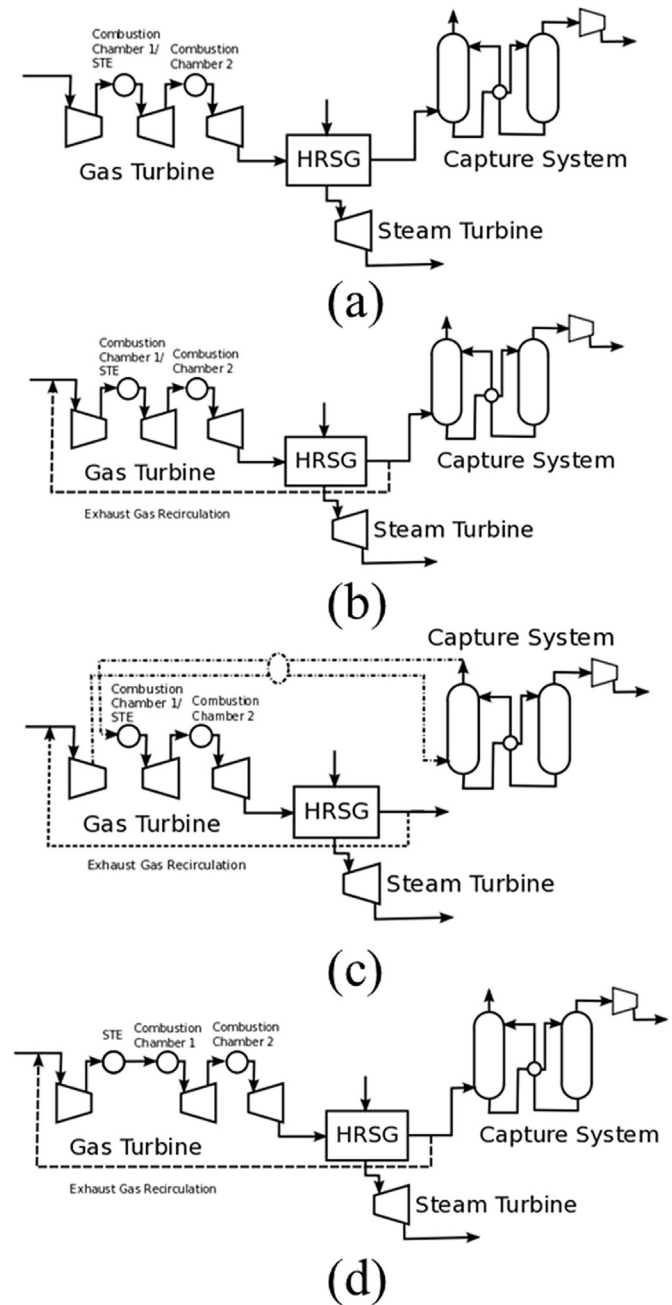 Combustion
Chamber 1/
STE
Combustion
Chamber 2
Gas Turbine
HRSG
Capture System
Steam Turbine
(a)
Combustion
Chamber 1/
STE
Combustion
Chamber 2
Gas Turbine
HRSG
Capture System
Exhaust Gas Recirculation
Steam Turbine
(b)
Capture System
Combustion
Chamber 1/
STE
Combustion
Chamber 2
Gas Turbine
HRSG
Exhaust Gas Recirculation
Steam Turbine
(c)
STE
Combustion
Chamber 1
Combustion
Chamber 2
Gas Turbine
HRSG
Capture System
Exhaust Gas Recirculation
Steam Turbine
(d)